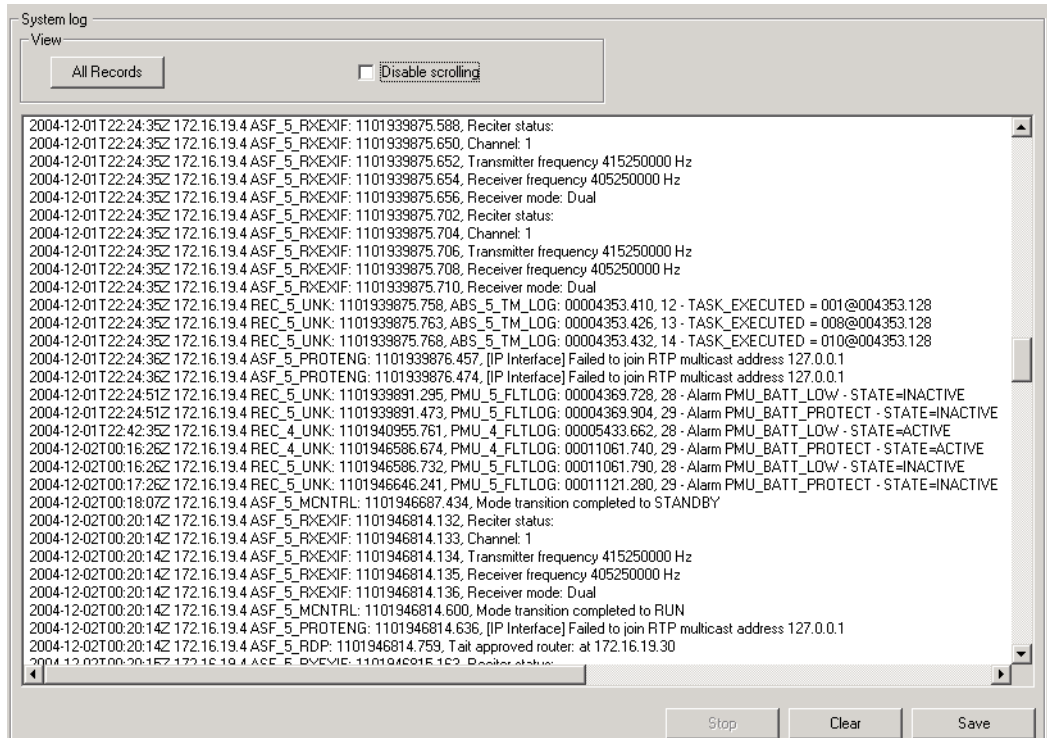 System log
View
All Records
Disable scrolling
2004-12-01T22:24:35Z 172.16.19.4 ASF_5_RXEXIF: 1101939875.588, Reciter status:
2004-12-01T22:24:35Z 172.16.19.4 ASF_5_RXEXIF: 1101939875.650, Channel: 1
2004-12-01T22:24:35Z 172.16.19.4 ASF_5_RXEXIF: 1101939875.652, Transmitter frequency 415250000 Hz
2004-12-01T22:24:35Z 172.16.19.4 ASF_5_RXEXIF: 1101939875.654, Receiver frequency 405250000 Hz
2004-12-01T22:24:35Z 172.16.19.4 ASF_5_RXEXIF: 1101939875.656, Receiver mode: Dual
2004-12-01T22:24:35Z 172.16.19.4 ASF_5_RXEXIF: 1101939875.702, Reciter status:
2004-12-01T22:24:35Z 172.16.19.4 ASF_5_RXEXIF: 1101939875.704, Channel: 1
2004-12-01T22:24:35Z 172.16.19.4 ASF_5_RXEXIF: 1101939875.706, Transmitter frequency 415250000 Hz
2004-12-01T22:24:35Z 172.16.19.4 ASF_5_RXEXIF: 1101939875.708, Receiver frequency 405250000 Hz
2004-12-01T22:24:35Z 172.16.19.4 ASF_5_RXEXIF: 1101939875.710, Receiver mode: Dual
2004-12-01T22:24:35Z 172.16.19.4 REC_5_UNK: 1101939875.758, ABS_5_TM_LOG: 00004353.410, 12 - TASK_EXECUTED = 001@004353.128
2004-12-01T22:24:35Z 172.16.19.4 REC_5_UNK: 1101939875.763, ABS_5_TM_LOG: 00004353.426, 13 - TASK_EXECUTED = 008@004353.128
2004-12-01T22:24:35Z 172.16.19.4 REC_5_UNK: 1101939875.768, ABS_5_TM_LOG: 00004353.432, 14 - TASK_EXECUTED = 010@004353.128
2004-12-01T22:24:36Z 172.16.19.4 ASF_5_PROTENG: 1101939876.457, [IP Interface] Failed to join RTP multicast address 127.0.0.1
2004-12-01T22:24:36Z 172.16.19.4 ASF_5_PROTENG: 1101939876.474, [IP Interface] Failed to join RTP multicast address 127.0.0.1
2004-12-01T22:24:51Z 172.16.19.4 REC_5_UNK: 1101939891.295, PMU_5_FLTLOG: 00004369.728, 28 - Alarm PMU_BATT_LOW - STATE=INACTIVE
2004-12-01T22:24:51Z 172.16.19.4 REC_5_UNK: 1101939891.473, PMU_5_FLTLOG: 00004369.904, 29 - Alarm PMU_BATT_PROTECT - STATE=INACTIVE
2004-12-01T22:42:35Z 172.16.19.4 REC_4_UNK: 1101940955.761, PMU_4_FLTLOG: 00005433.662, 28 - Alarm PMU_BATT_LOW - STATE=ACTIVE
2004-12-02T00:16:26Z 172.16.19.4 REC_4_UNK: 1101946586.674, PMU_4_FLTLOG: 00011061.740, 29 - Alarm PMU_BATT_PROTECT - STATE=ACTIVE
2004-12-02T00:16:26Z 172.16.19.4 REC_5_UNK: 1101946586.732, PMU_5_FLTLOG: 00011061.790, 28 - Alarm PMU_BATT_LOW - STATE=INACTIVE
2004-12-02T00:17:26Z 172.16.19.4 REC_5_UNK: 1101946646.241, PMU_5_FLTLOG: 00011121.280, 29 - Alarm PMU_BATT_PROTECT - STATE=INACTIVE
2004-12-02T00:18:07Z 172.16.19.4 ASF_5_MCNTRL: 1101946687.434, Mode transition completed to STANDBY
2004-12-02T00:20:14Z 172.16.19.4 ASF_5_RXEXIF: 1101946814.132, Reciter status:
2004-12-02T00:20:14Z 172.16.19.4 ASF_5_RXEXIF: 1101946814.133, Channel: 1
2004-12-02T00:20:14Z 172.16.19.4 ASF_5_RXEXIF: 1101946814.134, Transmitter frequency 415250000 Hz
2004-12-02T00:20:14Z 172.16.19.4 ASF_5_RXEXIF: 1101946814.135, Receiver frequency 405250000 Hz
2004-12-02T00:20:14Z 172.16.19.4 ASF_5_RXEXIF: 1101946814.136, Receiver mode: Dual
2004-12-02T00:20:14Z 172.16.19.4 ASF_5_MCNTRL: 1101946814.600, Mode transition completed to RUN
2004-12-02T00:20:14Z 172.16.19.4 ASF_5_PROTENG: 1101946814.636, [IP Interface] Failed to join RTP multicast address 127.0.0.1
2004-12-02T00:20:14Z 172.16.19.4 ASF_5_RDP: 1101946814.759, Tait approved router: at 172.16.19.30
2004-12-02T00:20:15Z 172.16.19.4 ASF_5_RXEXIF: 1101946815.163, Reciter status:
Stop
Clear
Save